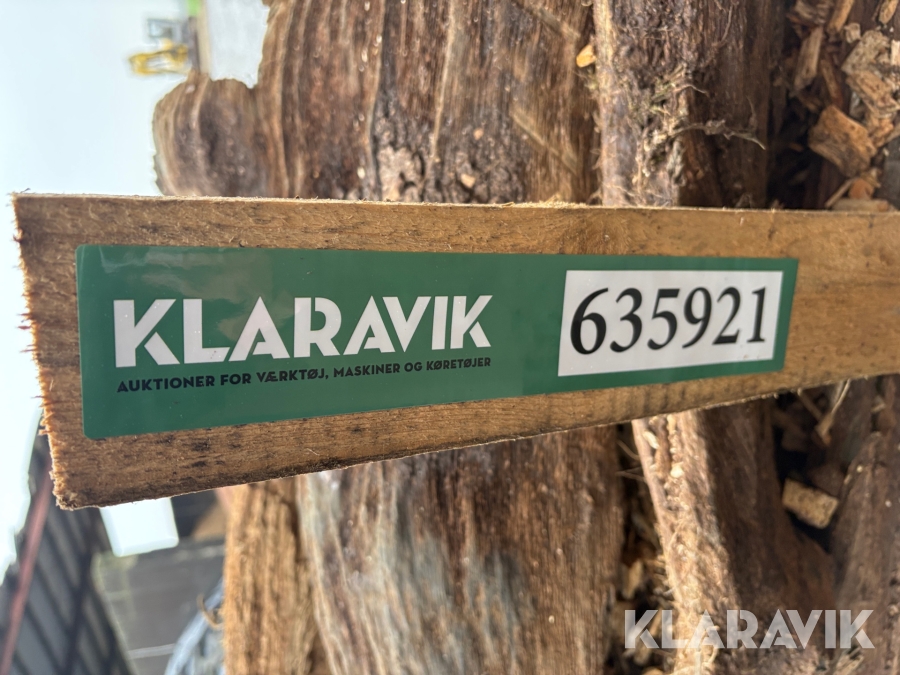 KLARAVIK
AUKTIONER FOR VÆRKTØJ, MASKINER OG KØRETØJER
635921
KLARAVIK